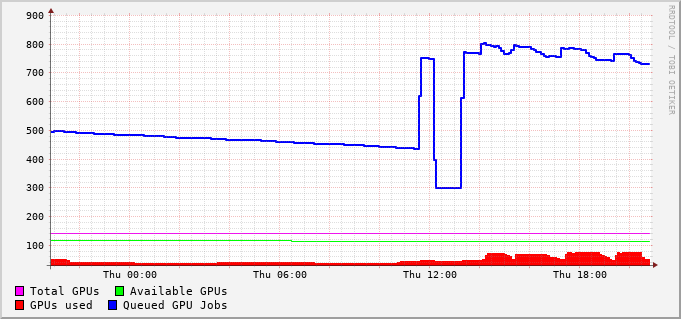 900
800
700
600
500
400
300
200
100
Thu 00:00 Thu 06:00 Thu 12:00 Thu 18:00
Total GPUs Available GPUs
GPUs used Queued GPU Jobs
RRDTOOL / TOBI OETIKER